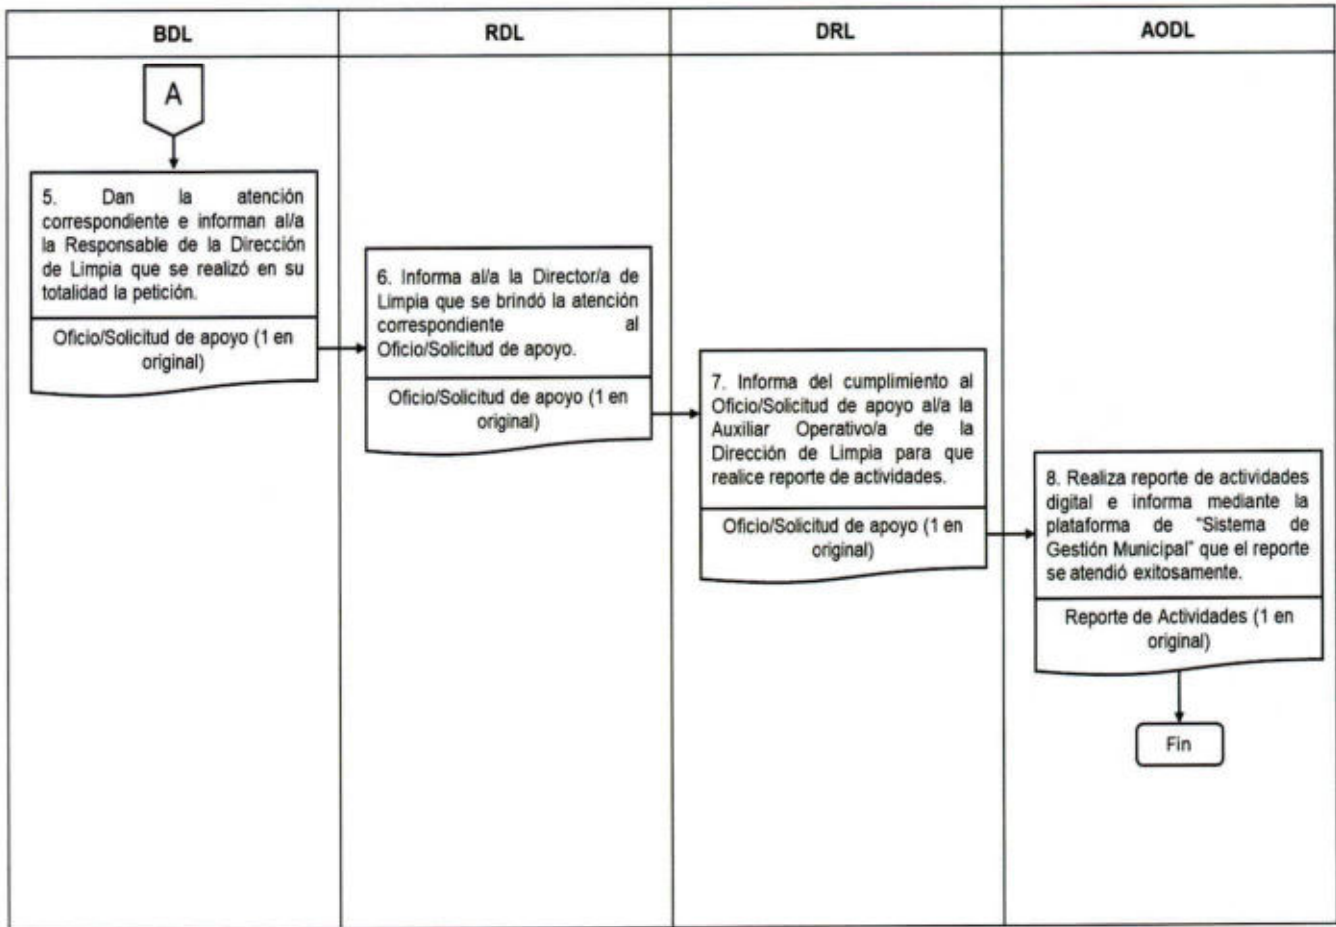 BDL
RDL
DRL
AODL
A
5. Dan la atención
correspondiente e informan al/a
la Responsable de la Dirección
de Limpia que se realizó en su
totalidad la petición.
Oficio/Solicitud de apoyo (1 en
original)
6. Informa al/a la Director/a de
Limpia que se brindó la atención
correspondiente al
Oficio/Solicitud de apoyo.
Oficio/Solicitud de apoyo (1 en
original)
7. Informa del cumplimiento al
Oficio/Solicitud de apoyo al/a la
Auxiliar Operativo/a de la
Dirección de Limpia para que
realice reporte de actividades.
Oficio/Solicitud de apoyo (1 en
original)
8. Realiza reporte de actividades
digital e informa mediante la
plataforma de "Sistema de
Gestión Municipal" que el reporte
se atendió exitosamente.
Reporte de Actividades (1 en
original)
Fin